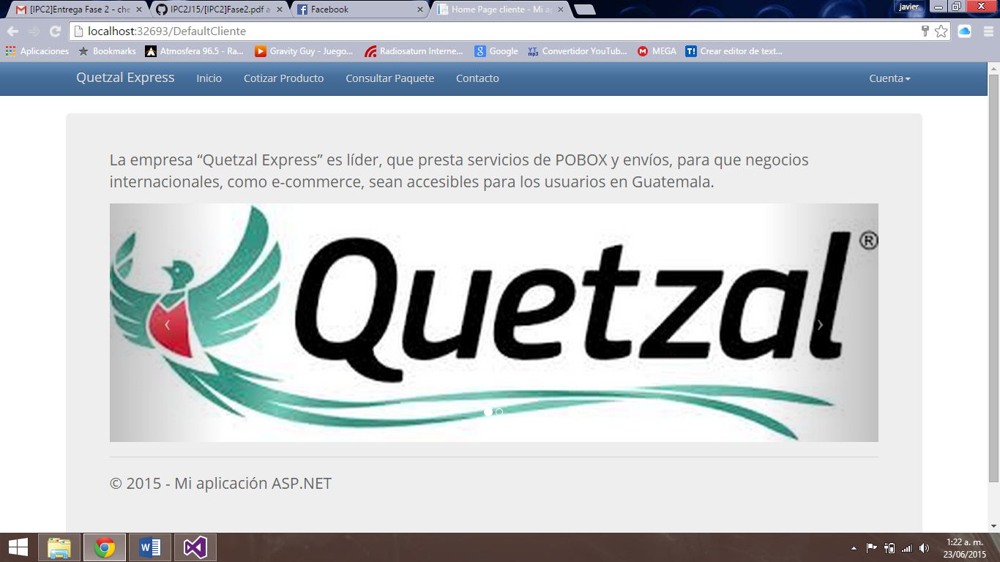 [IPC2]Entrega Fase 2 - che
IPC2J15/[IPC2]Fase2.pdf a
Facebook
Home Page cliente - Mi a
javier
localhost:32693/DefaultCliente
Aplicaciones
Bookmarks
Atmosfera 96.5 - Ra...
Gravity Guy - Juego...
Radiosaturn Interne...
Google
YT mp3
Convertidor YouTub...
MEGA
T!
Crear editor de text...
Quetzal Express
Inicio
Cotizar Producto
Consultar Paquete
Contacto
Cuenta
La empresa “Quetzal Express” es líder, que presta servicios de POBOX y envíos, para que negocios
internacionales, como e-commerce, sean accesibles para los usuarios en Guatemala.
Quetzal®
© 2015 - Mi aplicación ASP.NET
1:22 a. m.
23/06/2015